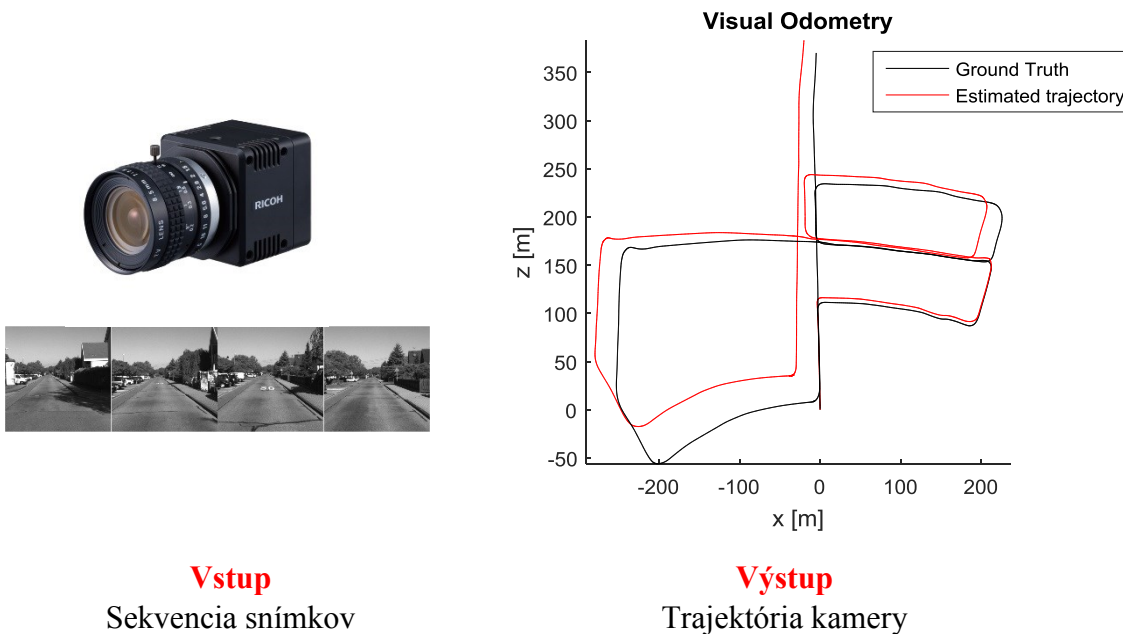 Visual Odometry
Ground Truth
Estimated trajectory
350
300
250
200
150
100
50
0
-50
z [m]
-200 -100 0 100 200
x [m]
RICOH
LENS
Vstup
Sekvencia snímkov
Výstup
Trajektória kamery